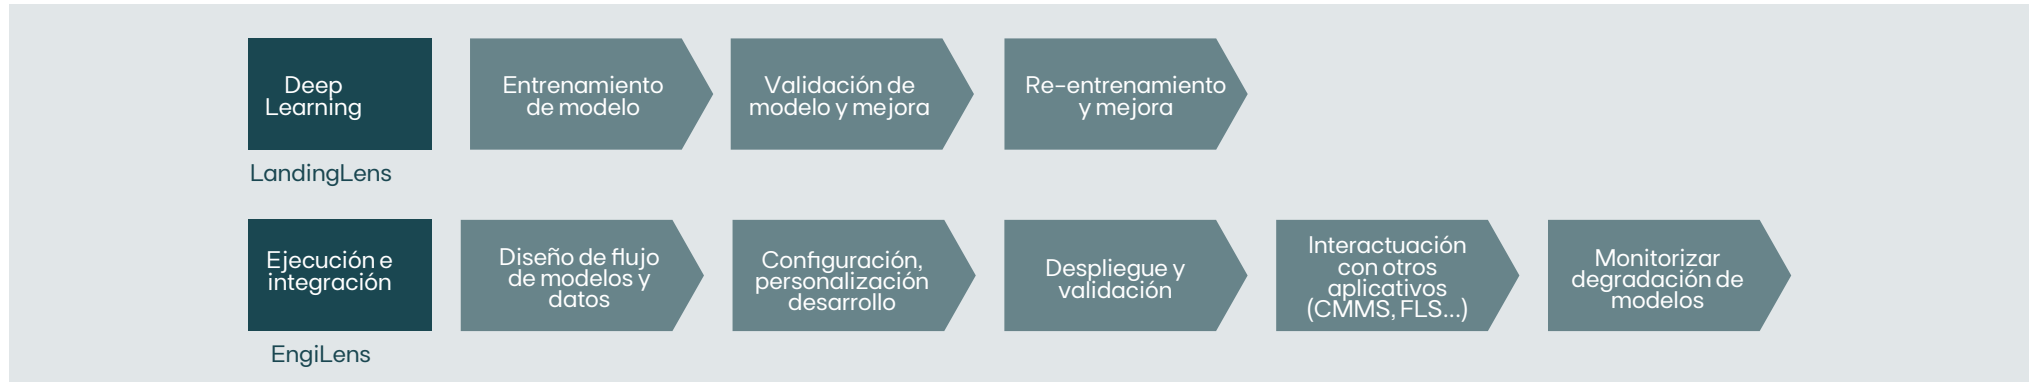 Deep
Learning
Entrenamiento
de modelo
Validación de
modelo y mejora
Re-entrenamiento
y mejora
LandingLens
Ejecución e
integración
Diseño de flujo
de modelos y
datos
Configuración,
personalización
desarrollo
Despliegue y
validación
Interactuación
con otros
aplicativos
(CMMS, FLS...)
Monitorizar
degradación de
modelos
EngiLens